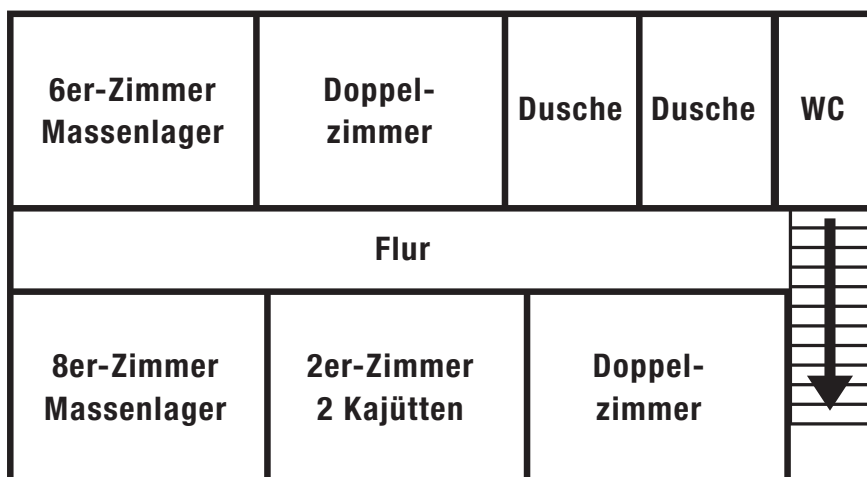 6er-Zimmer
Massenlager
Doppel-
zimmer
Dusche
Dusche
WC
Flur
8er-Zimmer
Massenlager
2er-Zimmer
2 Kajütten
Doppel-
zimmer